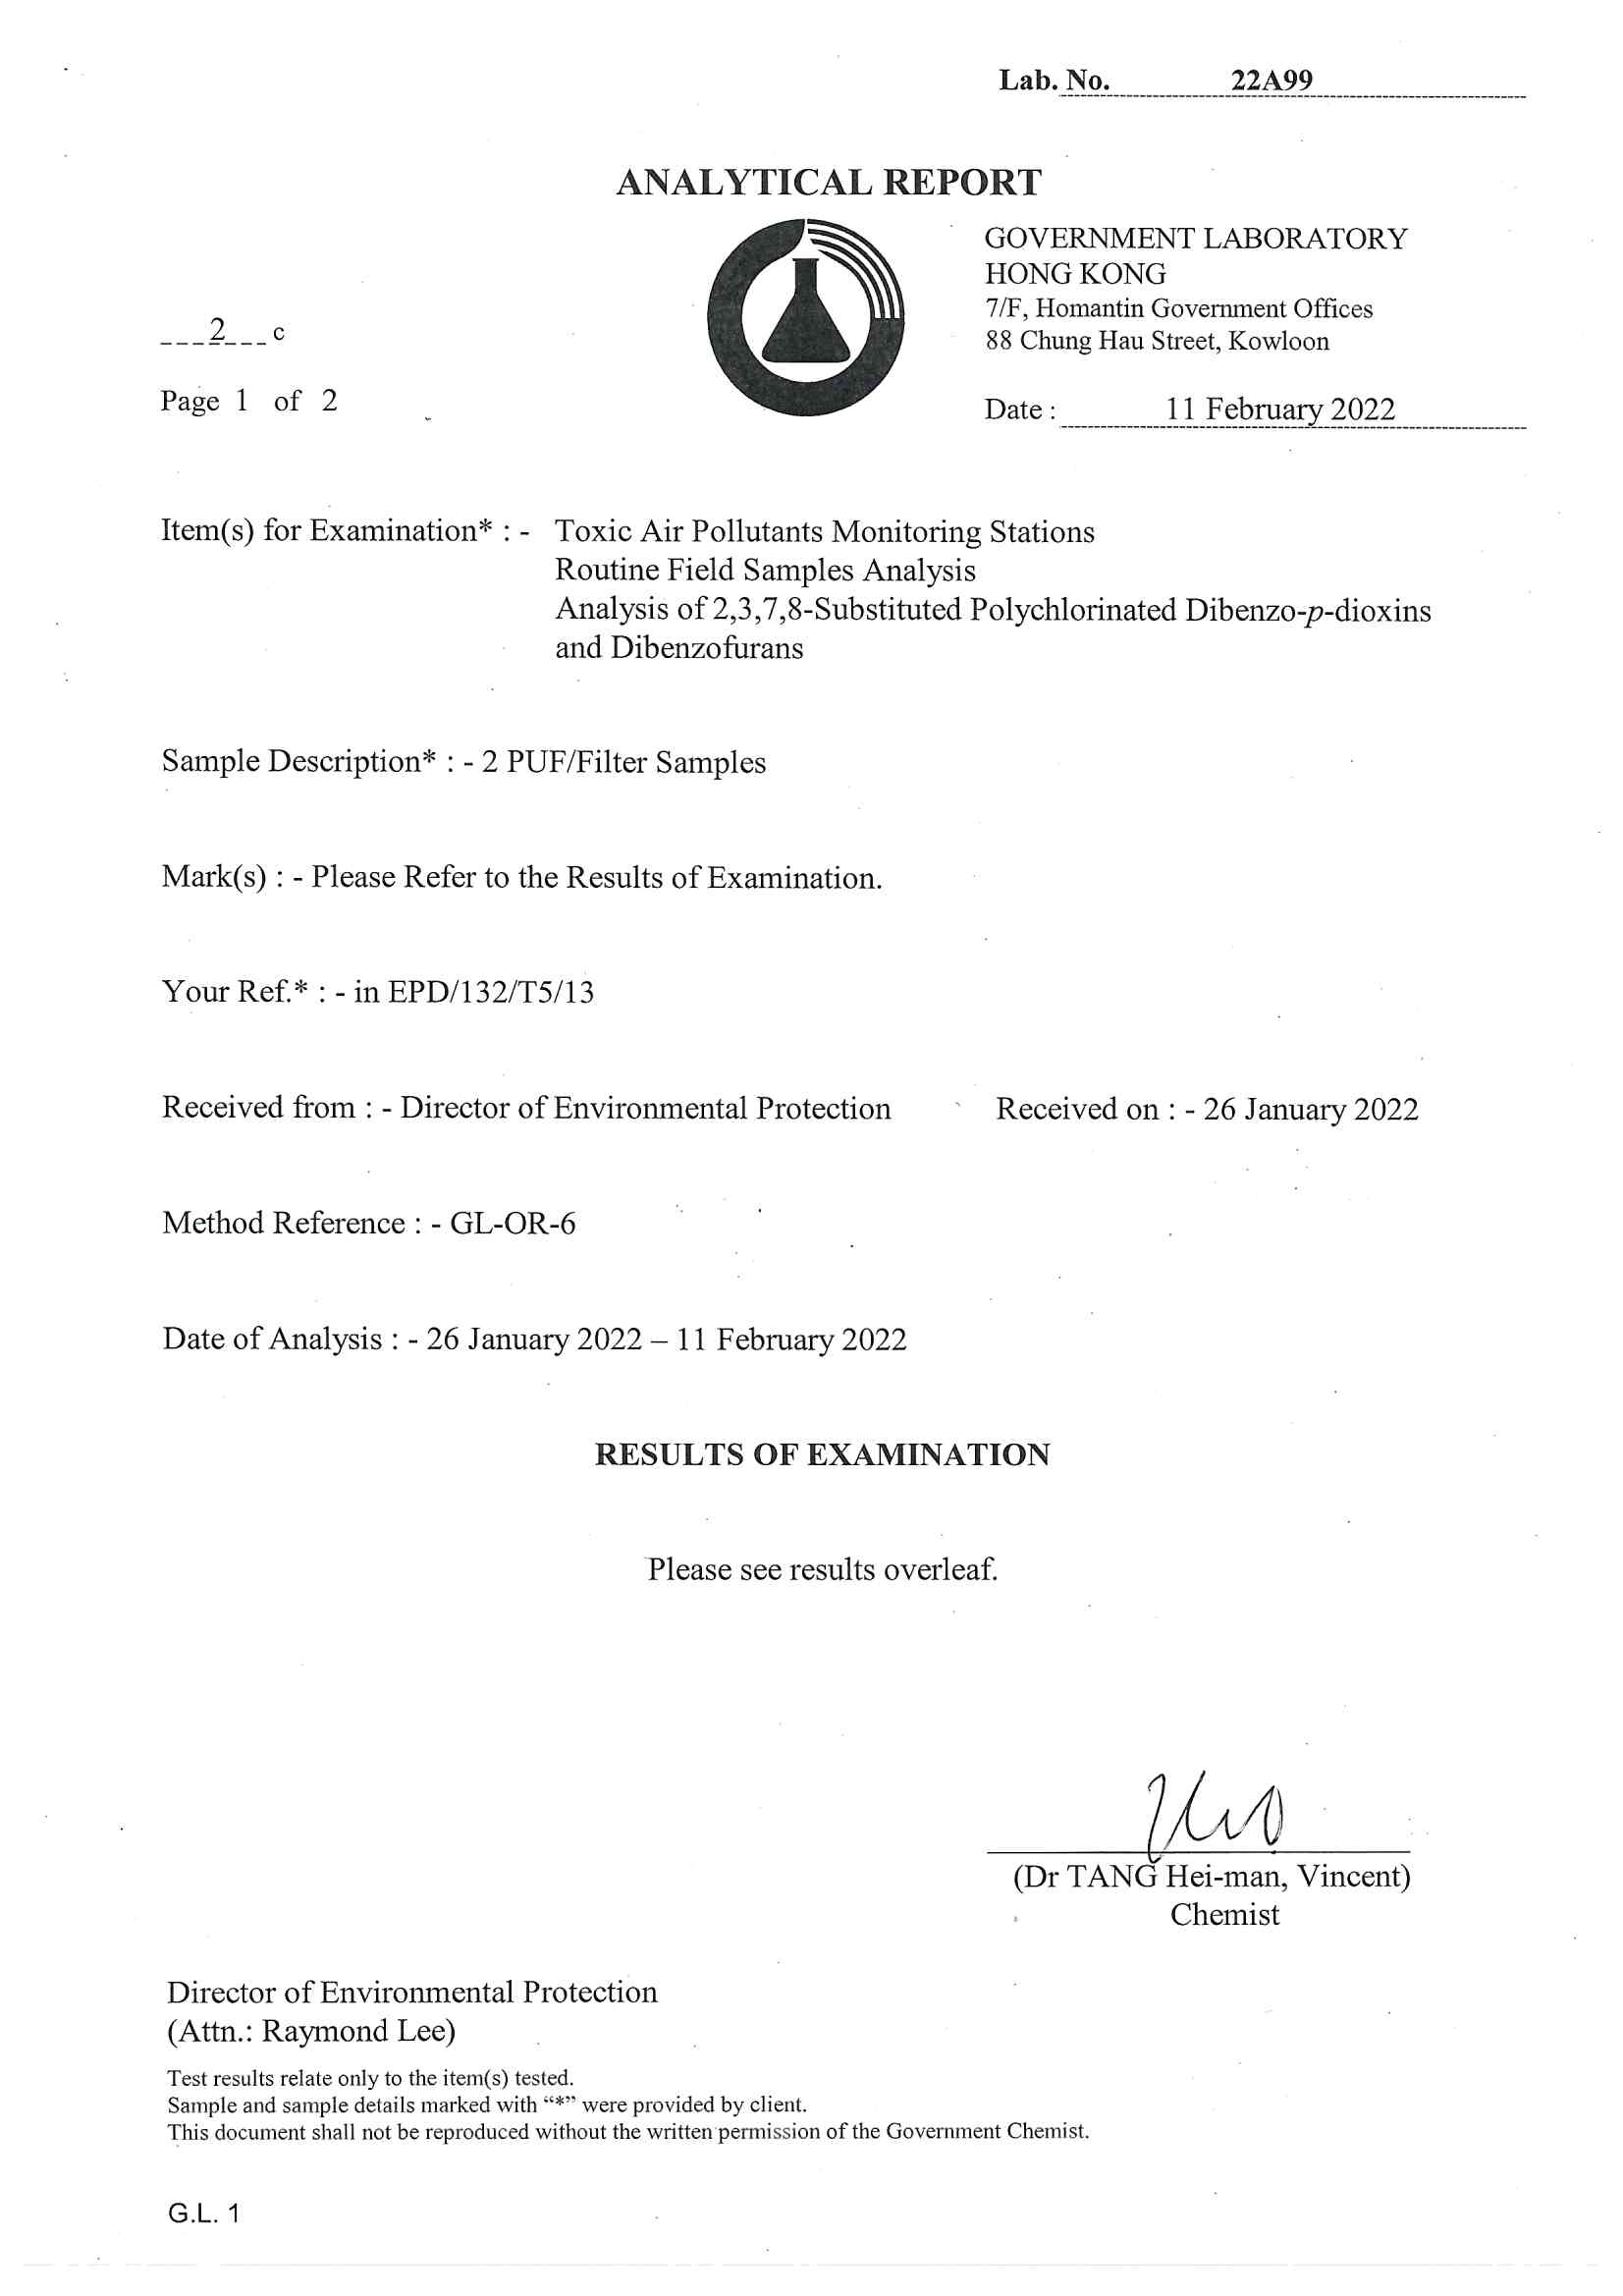 Lab. No. 22A99
ANALYTICAL REPORT
GOVERNMENT LABORATORY
HONG KONG
7/F, Homantin Government Offices
88 Chung Hau Street, Kowloon
___2___c
Page 1 of 2
Date : 11 February 2022
Item(s) for Examination* : - Toxic Air Pollutants Monitoring Stations
Routine Field Samples Analysis
Analysis of 2,3,7,8-Substituted Polychlorinated Dibenzo-p-dioxins
and Dibenzofurans
Sample Description* : - 2 PUF/Filter Samples
Mark(s) : - Please Refer to the Results of Examination.
Your Ref.* : - in EPD/132/T5/13
Received from : - Director of Environmental Protection Received on : - 26 January 2022
Method Reference : - GL-OR-6
Date of Analysis : - 26 January 2022 – 11 February 2022
RESULTS OF EXAMINATION
Please see results overleaf.
(Dr TANG Hei-man, Vincent)
Chemist
Director of Environmental Protection
(Attn.: Raymond Lee)
Test results relate only to the item(s) tested.
Sample and sample details marked with “*” were provided by client.
This document shall not be reproduced without the written permission of the Government Chemist.
G.L. 1